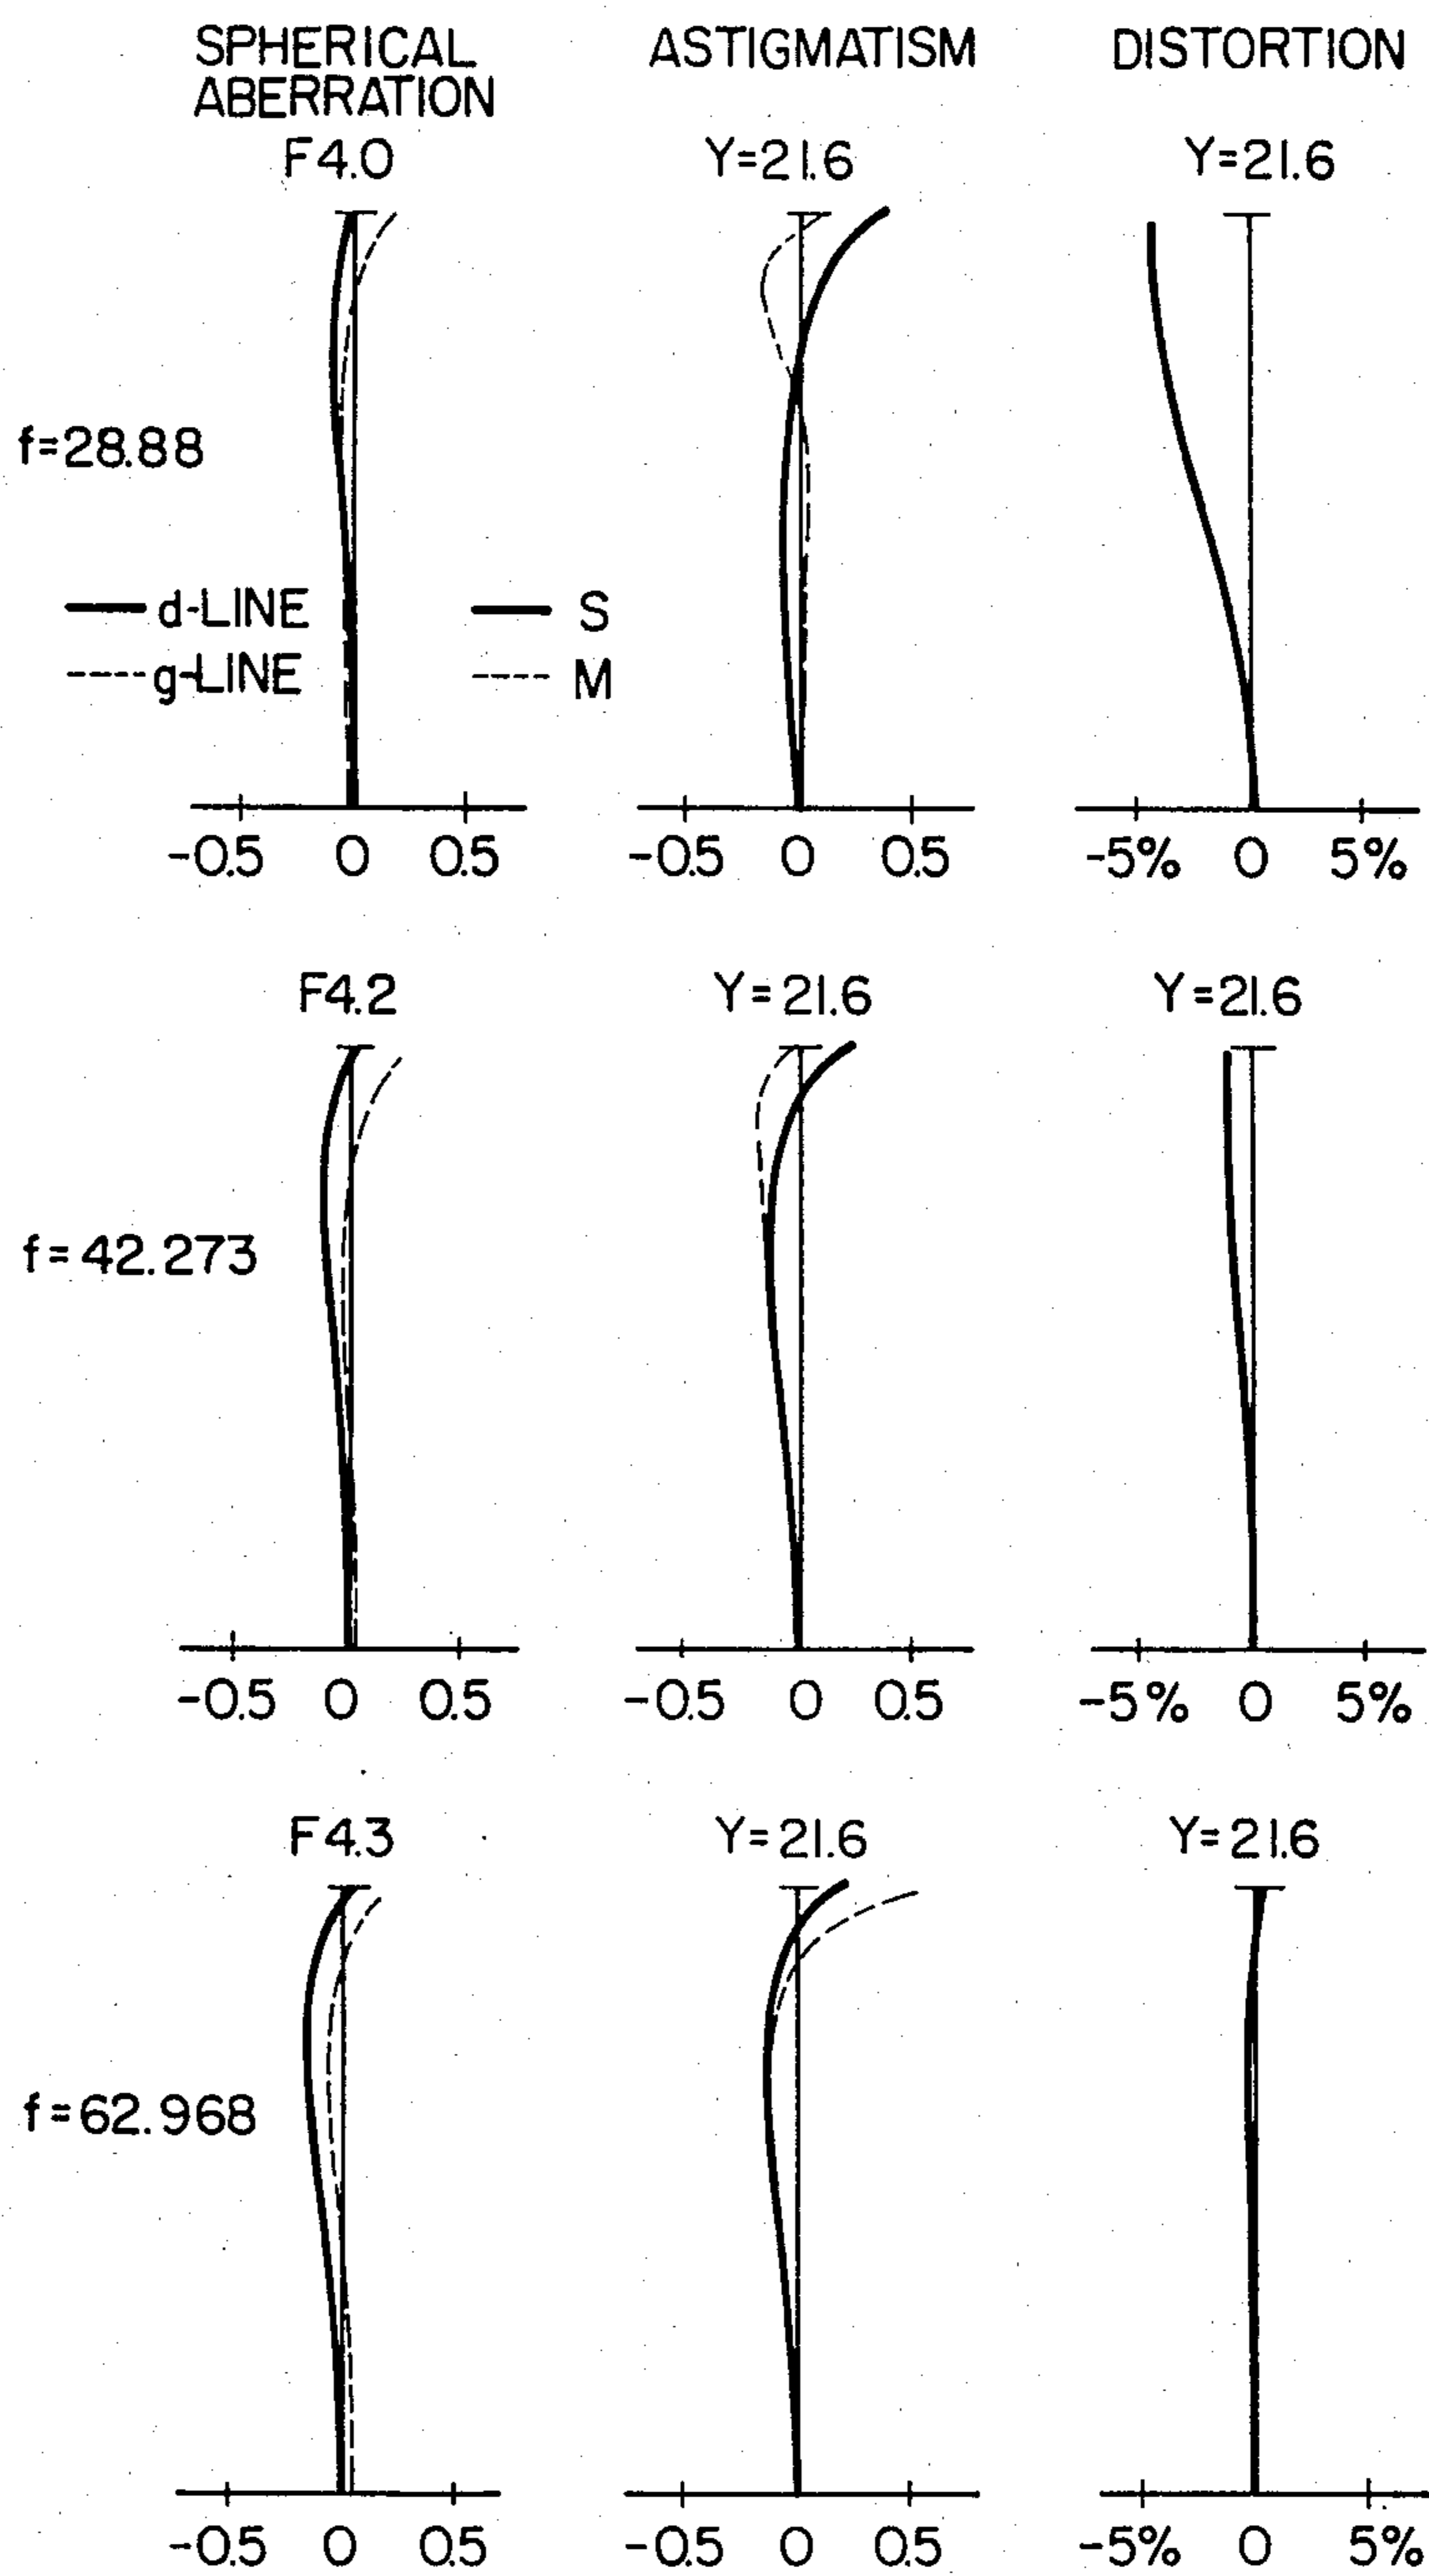 SPHERICAL
ABERRATION
ASTIGMATISM
DISTORTION
F4.0
Y=21.6
Y=21.6
f=28.88
d-LINE
g-LINE
S
M
-0.5 0 0.5
-0.5 0 0.5
-5% 0 5%
F4.2
Y=21.6
Y=21.6
f=42.273
-0.5 0 0.5
-0.5 0 0.5
-5% 0 5%
F4.3
Y=21.6
Y=21.6
f=62.968
-0.5 0 0.5
-0.5 0 0.5
-5% 0 5%